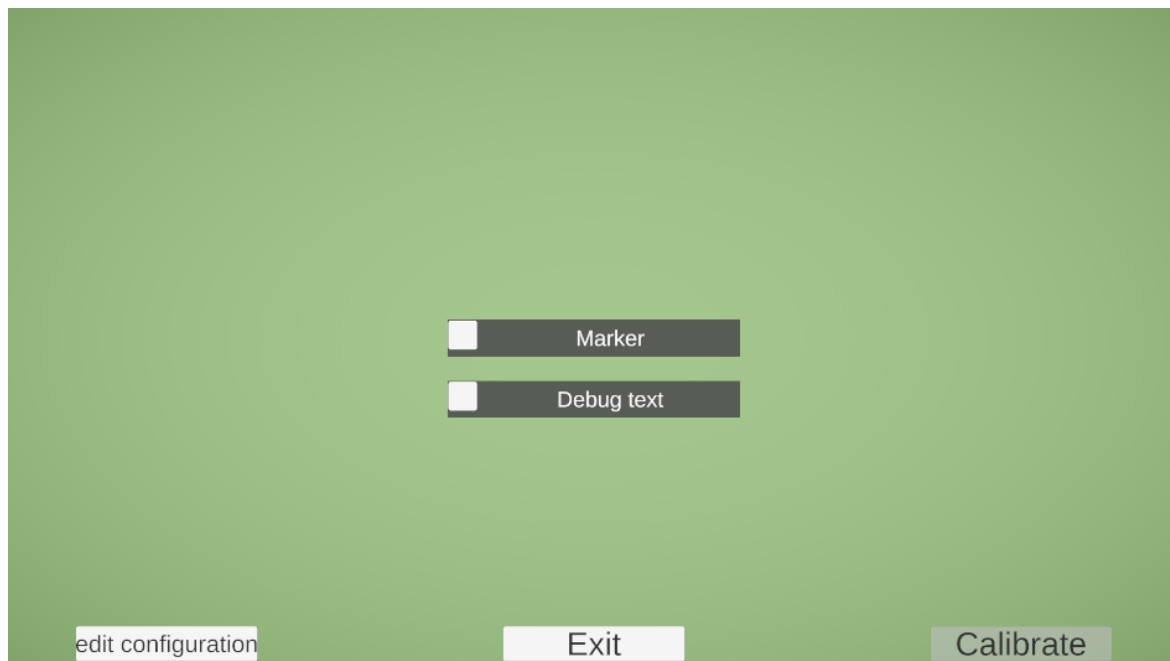 Marker
Debug text
edit configuration
Exit
Calibrate